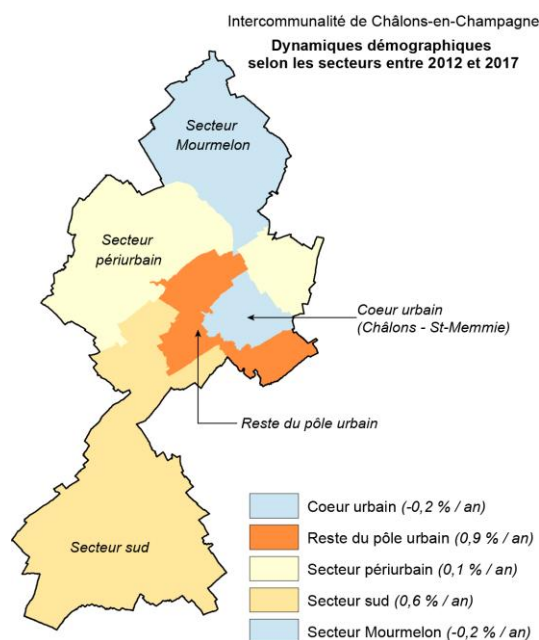 Intercommunalité de Châlons-en-Champagne
Dynamiques démographiques
selon les secteurs entre 2012 et 2017
Secteur
Mourmelon
Secteur
périurbain
Coeur urbain
(Châlons - St-Memmie)
Reste du pôle urbain
Secteur sud
Coeur urbain (-0,2 % / an)
Reste du pôle urbain (0,9 % / an)
Secteur périurbain (0,1 % / an)
Secteur sud (0,6 % / an)
Secteur Mourmelon (-0,2 % / an)